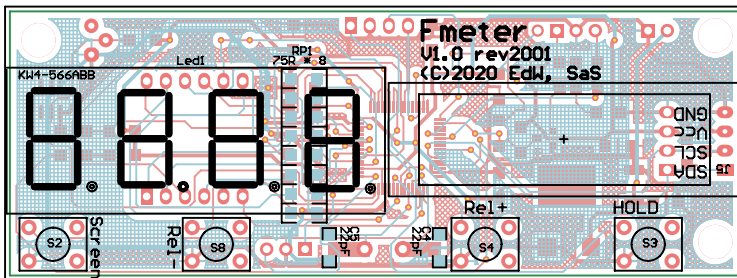 Fmeter
V1.0 rev2001
(C)2020 EdW, SaS
RP1
Led1
75R * 8
KW4-566ABB
GND
Vcc
SCL
SDA
J5
Rel+
HOLD
S2
Screen
Rel-
S8
C5
22pF
C4
22pF
S4
S3